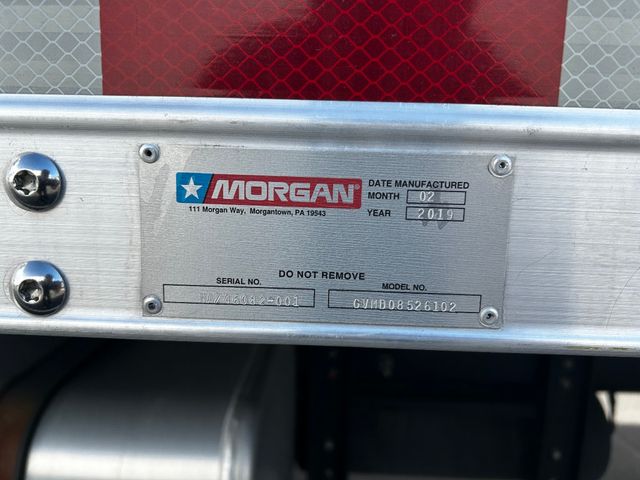 MORGAN®
111 Morgan Way, Morgantown, PA 19543
DATE MANUFACTURED
MONTH 02
YEAR 2019
DO NOT REMOVE
SERIAL NO.
MODEL NO.
GVMD08526102